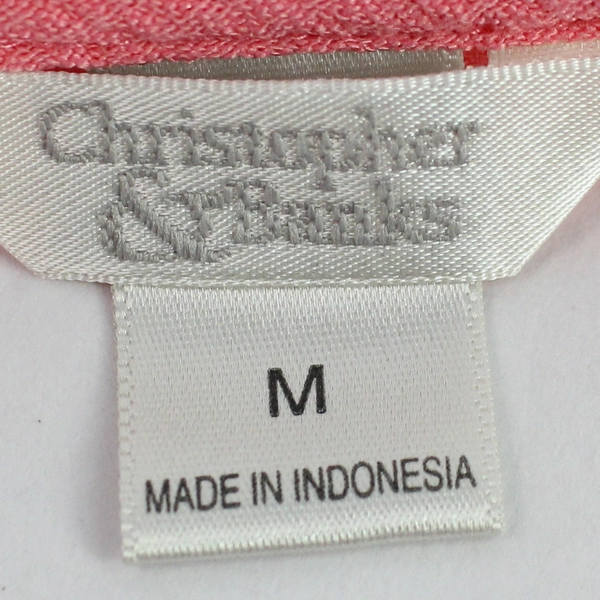 Christopher
& Banks
M
MADE IN INDONESIA